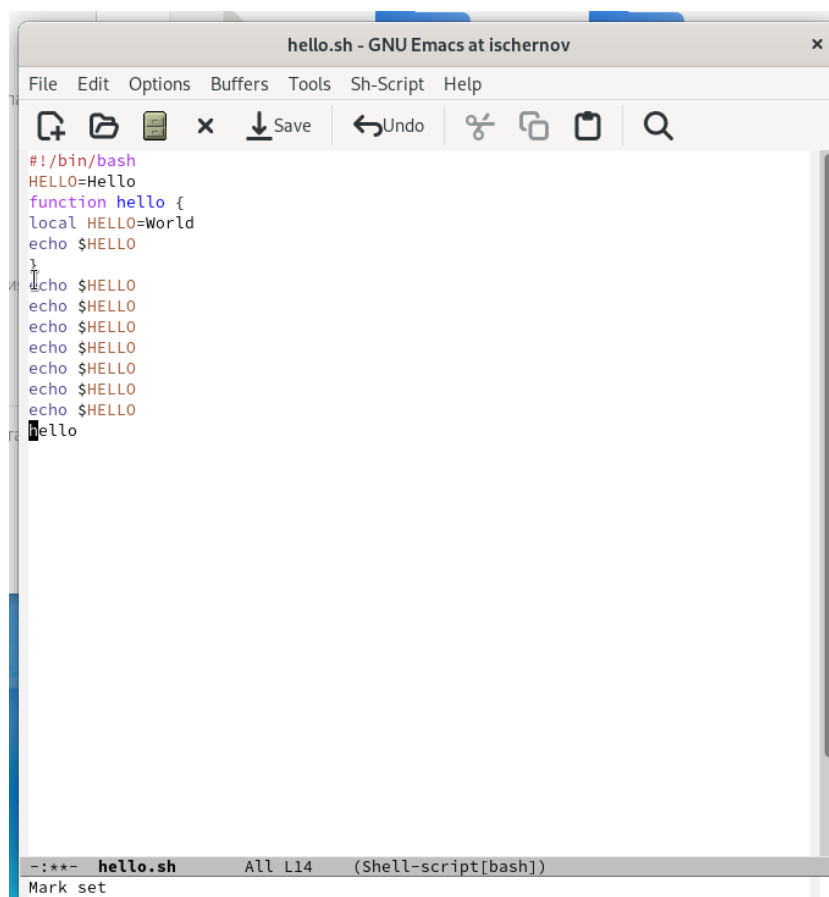 hello.sh - GNU Emacs at ischernov
File Edit Options Buffers Tools Sh-Script Help
Save Undo
#!/bin/bash
HELLO=Hello
function hello {
local HELLO=World
echo $HELLO
}
echo $HELLO
echo $HELLO
echo $HELLO
echo $HELLO
echo $HELLO
echo $HELLO
echo $HELLO
hello
-:**- hello.sh All L14 (Shell-script[bash])
Mark set